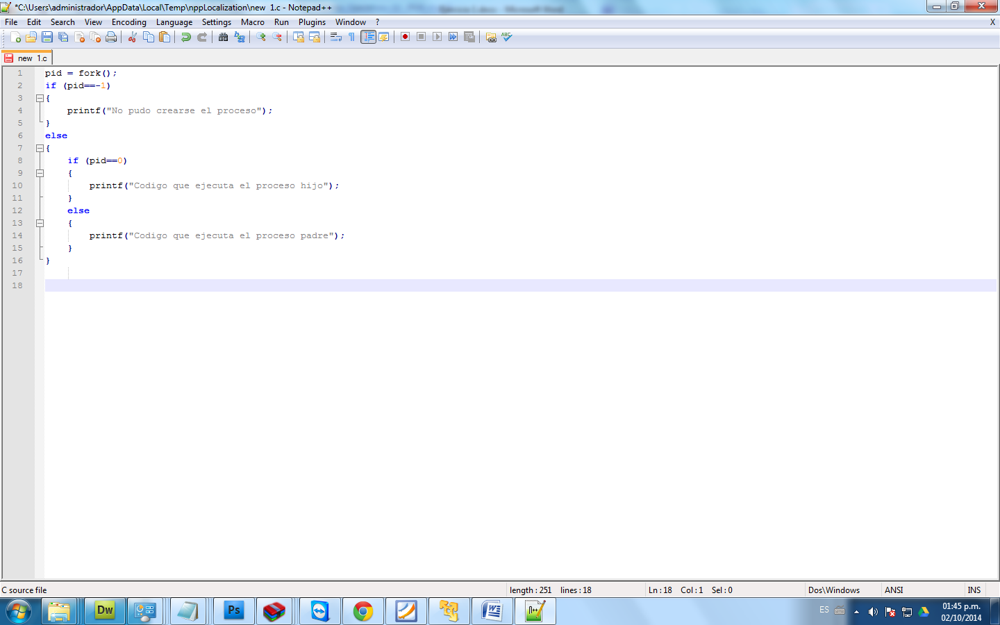 *C:\Users\administrador\AppData\Local\Temp\nppLocalization\new  1.c - Notepad++
File Edit Search View Encoding Language Settings Macro Run Plugins Window ? X
new  1.c
1 pid = fork();
2 if (pid==-1)
3 {
4     printf("No pudo crearse el proceso");
5 }
6 else
7 {
8     if (pid==0)
9     {
10         printf("Codigo que ejecuta el proceso hijo");
11     }
12     else
13     {
14         printf("Codigo que ejecuta el proceso padre");
15     }
16 }
17
18
C source file length : 251 lines : 18 Ln : 18 Col : 1 Sel : 0 Dos\Windows ANSI INS
Dw Ps ES 01:45 p.m.
02/10/2014